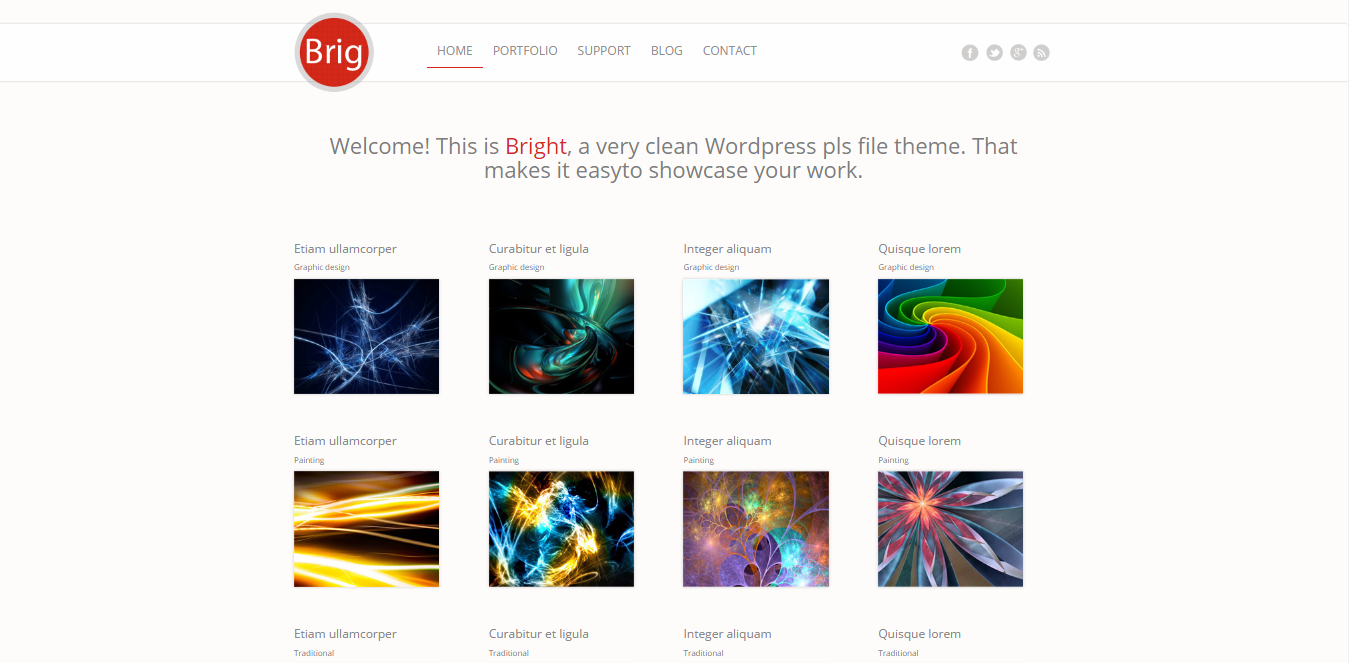 Brig
HOME PORTFOLIO SUPPORT BLOG CONTACT
Welcome! This is Bright, a very clean Wordpress pls file theme. That
makes it easyto showcase your work.
Etiam ullamcorper Curabitur et ligula Integer aliquam Quisque lorem
Graphic design Graphic design Graphic design Graphic design
Etiam ullamcorper Curabitur et ligula Integer aliquam Quisque lorem
Painting Painting Painting Painting
Etiam ullamcorper Curabitur et ligula Integer aliquam Quisque lorem
Traditional Traditional Traditional Traditional